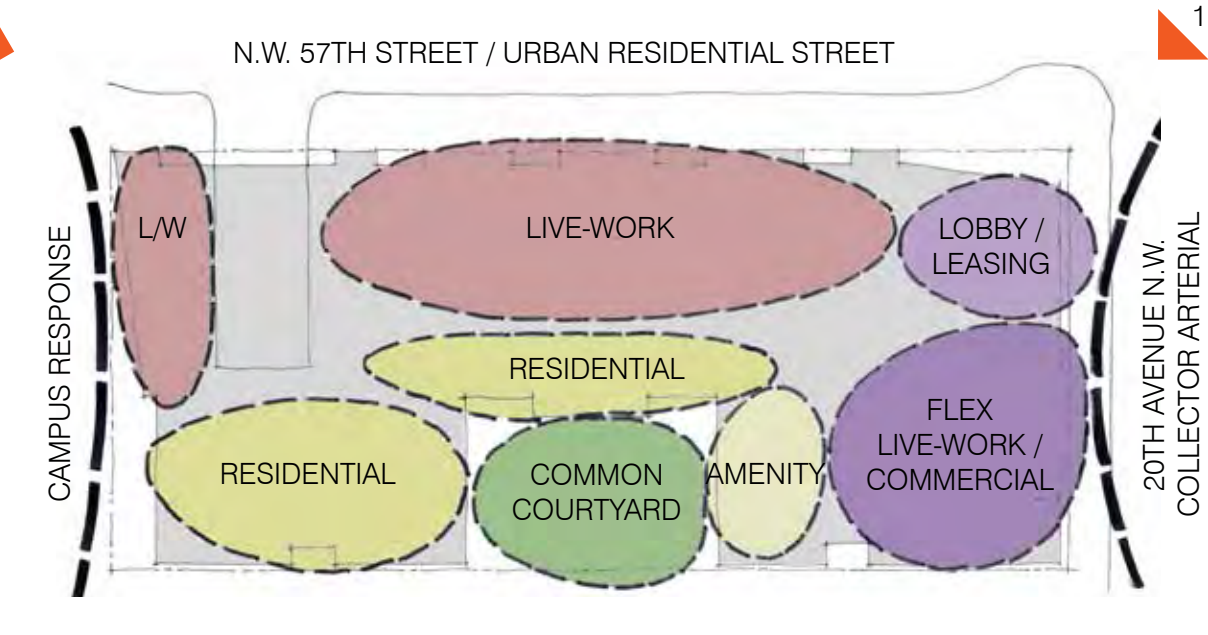 1
N.W. 57TH STREET / URBAN RESIDENTIAL STREET
L/W
LIVE-WORK
LOBBY /
LEASING
CAMPUS RESPONSE
20TH AVENUE N.W.
COLLECTOR ARTERIAL
RESIDENTIAL
FLEX
LIVE-WORK /
COMMERCIAL
RESIDENTIAL
COMMON
COURTYARD
AMENITY